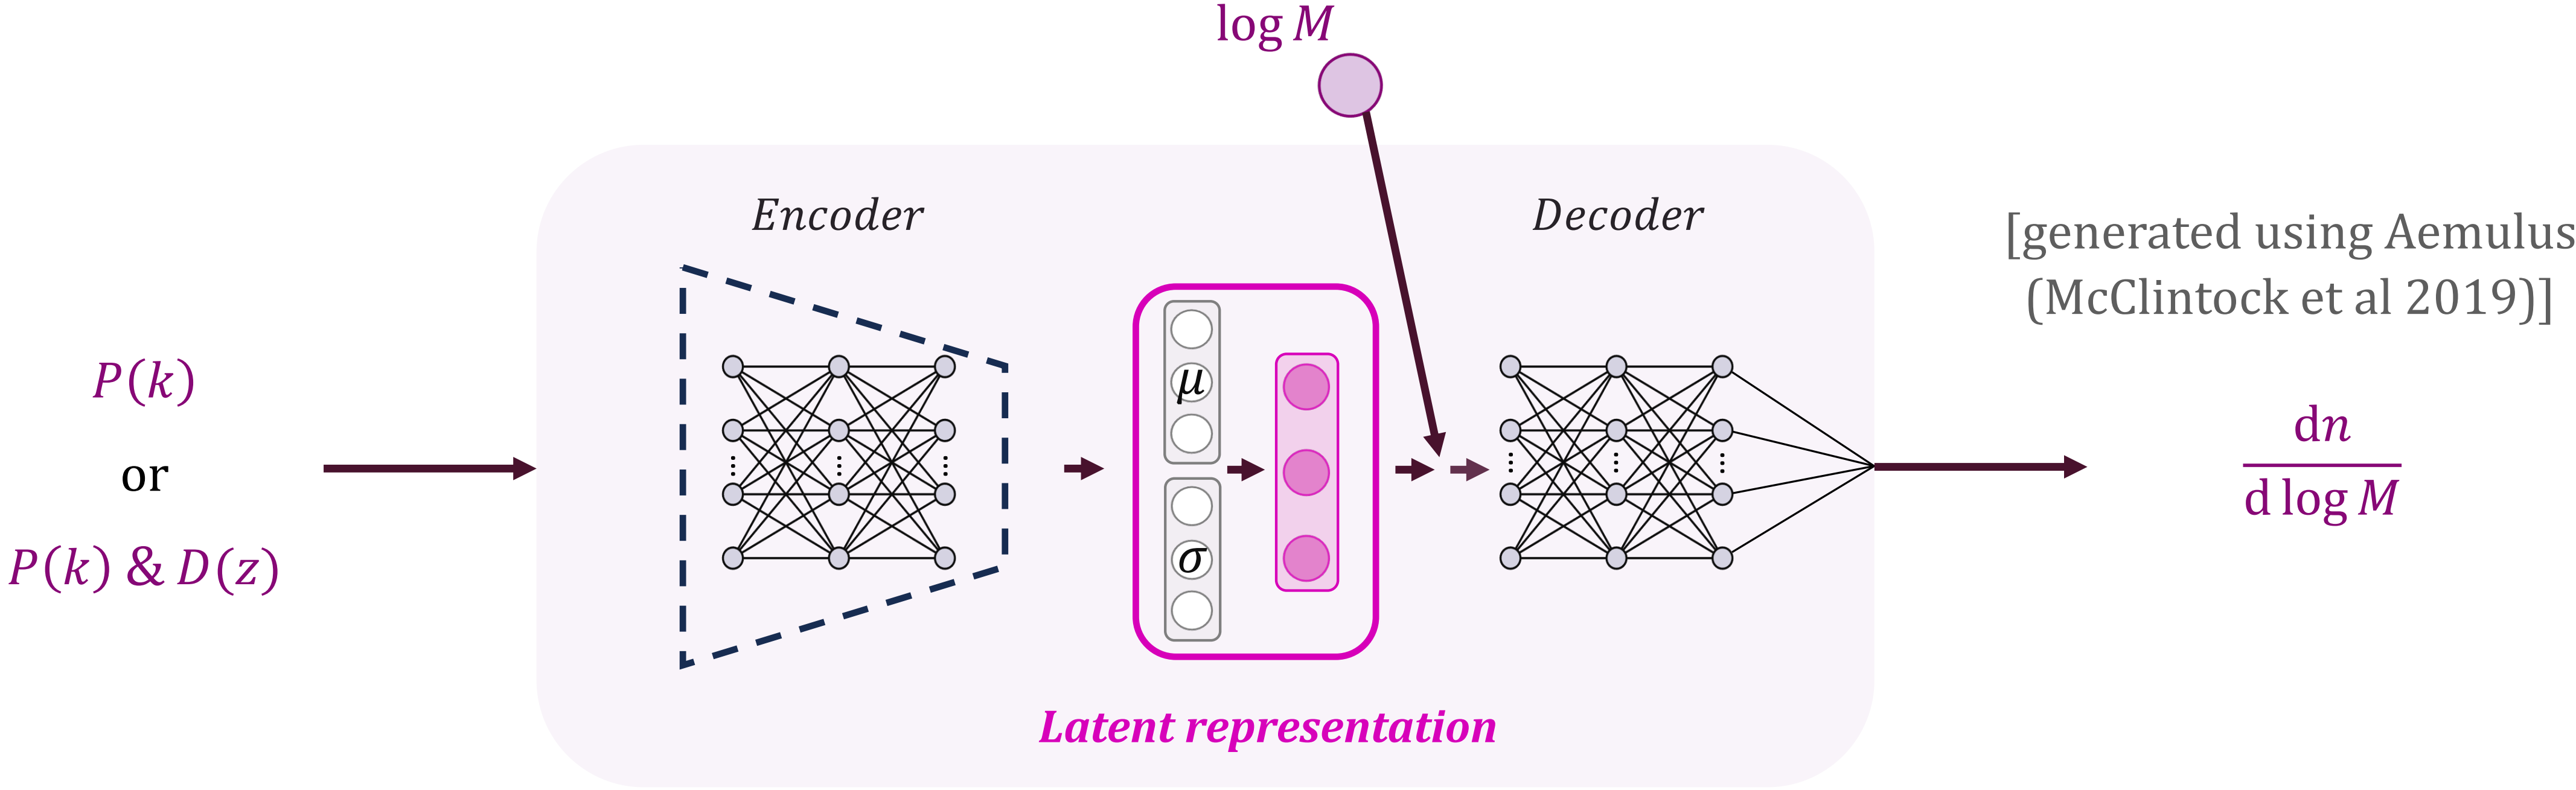 log M
Encoder
Decoder
[generated using Aemulus
(McClintock et al 2019)]
P(k)
or
P(k) & D(z)
μ
σ
dn
d log M
Latent representation